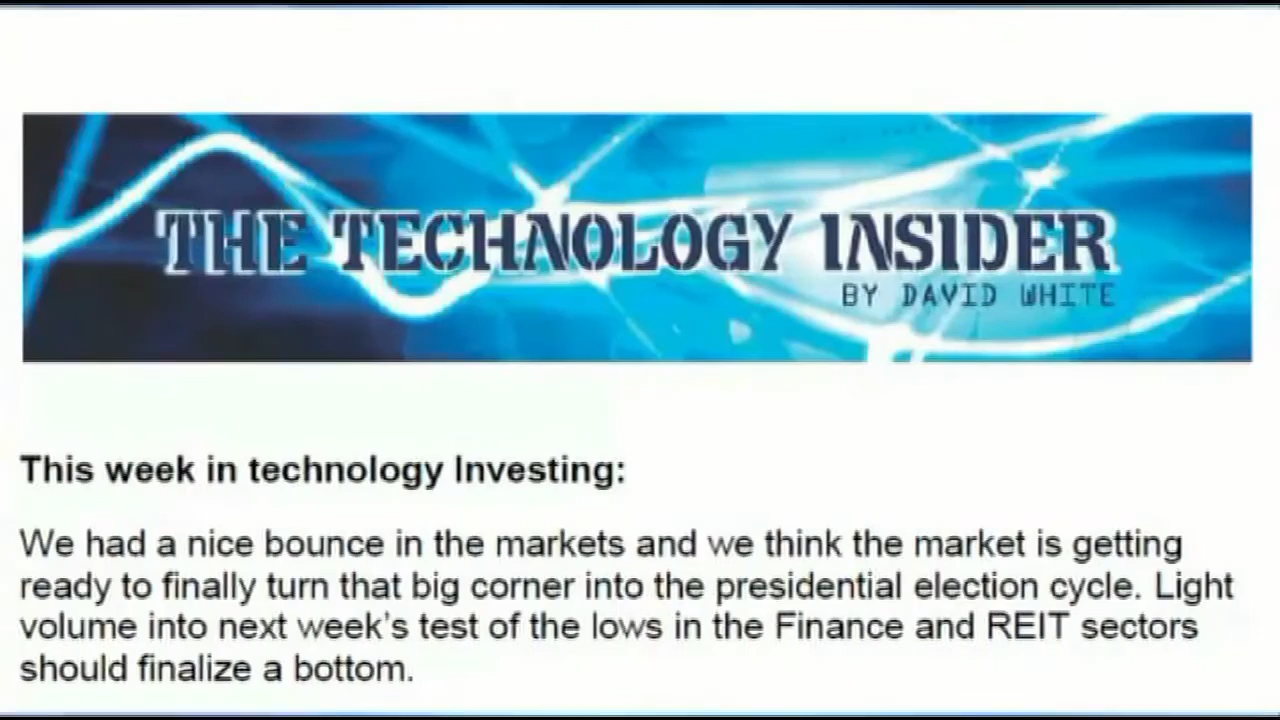 THE TECHNOLOGY INSIDER
BY DAVID WHITE
This week in technology Investing:
We had a nice bounce in the markets and we think the market is getting
ready to finally turn that big corner into the presidential election cycle. Light
volume into next week's test of the lows in the Finance and REIT sectors
should finalize a bottom.